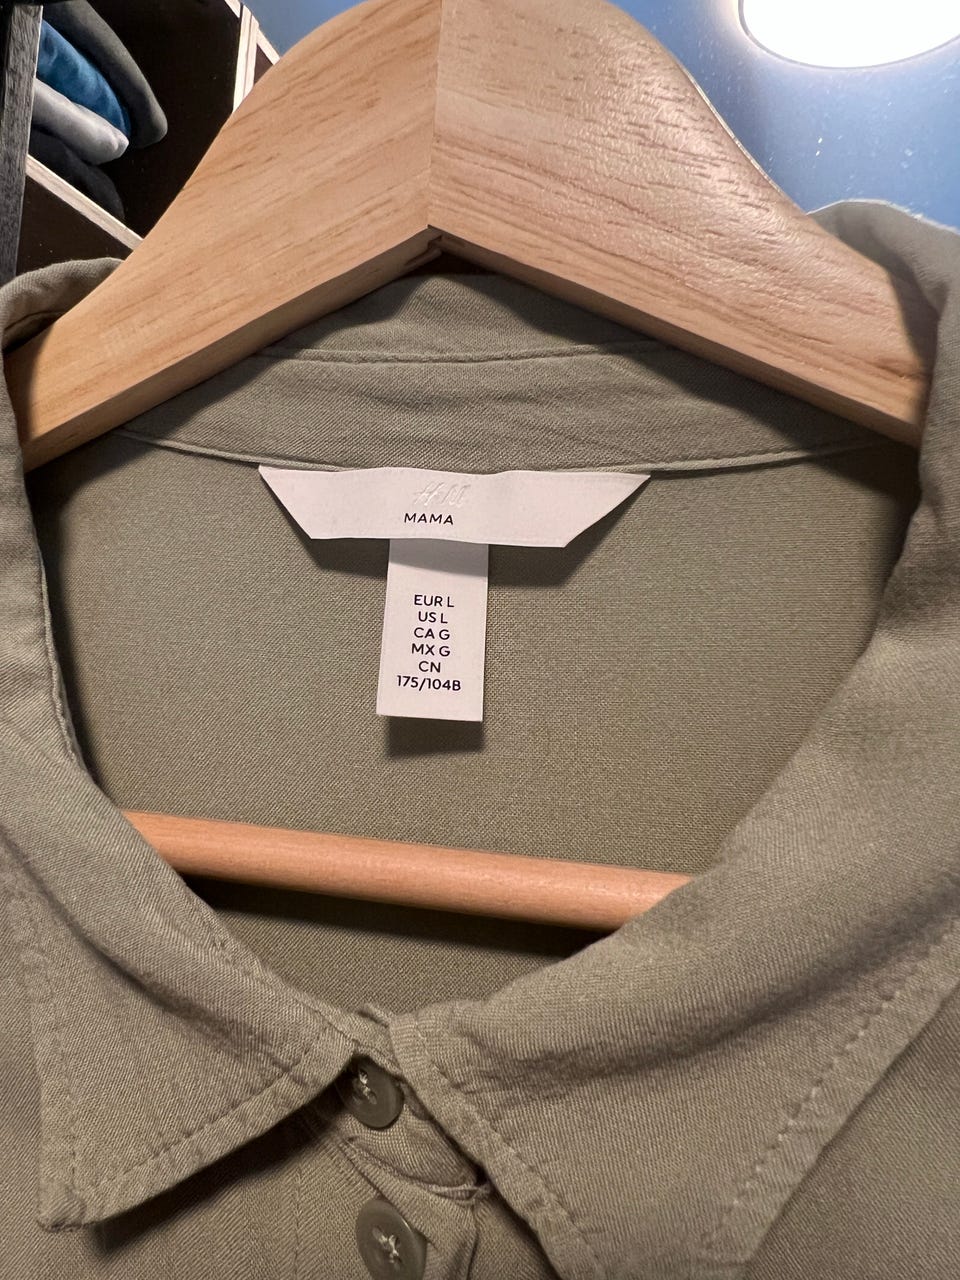 H&M
MAMA
EUR L
US L
CA G
MX G
CN
175/104B